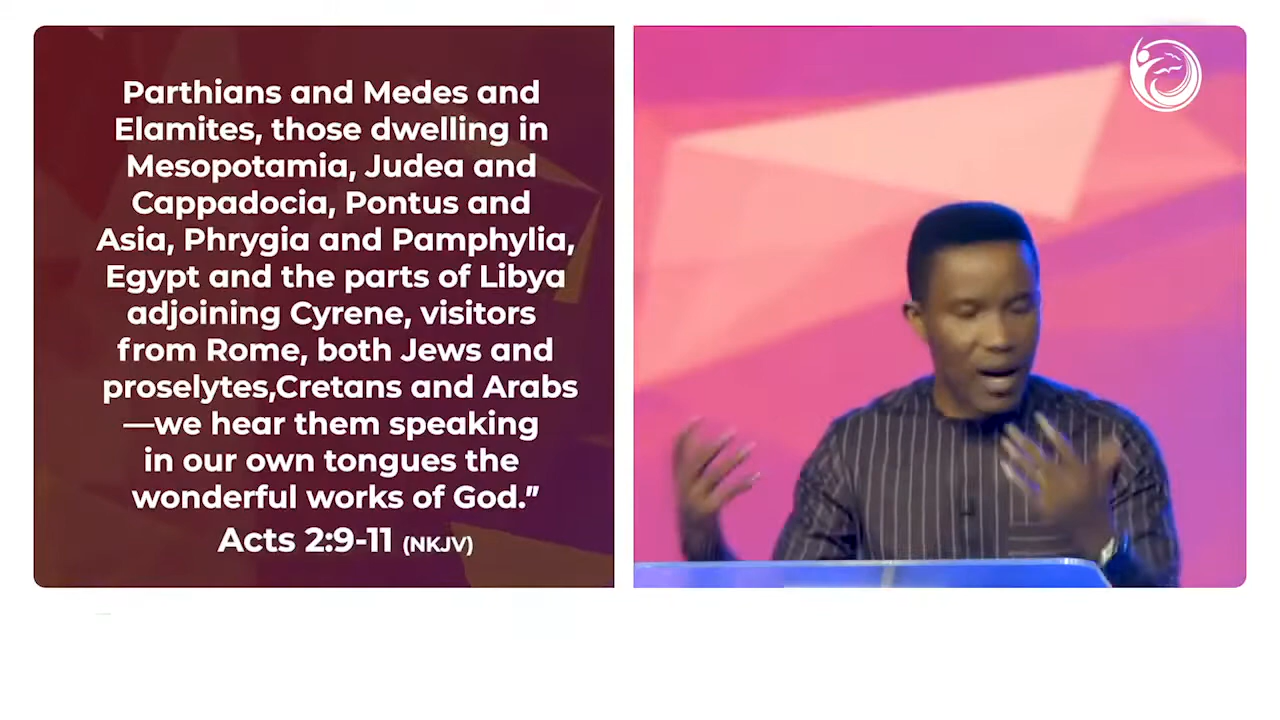 Parthians and Medes and
Elamites, those dwelling in
Mesopotamia, Judea and
Cappadocia, Pontus and
Asia, Phrygia and Pamphylia,
Egypt and the parts of Libya
adjoining Cyrene, visitors
from Rome, both Jews and
proselytes,Cretans and Arabs
—we hear them speaking
in our own tongues the
wonderful works of God.”
Acts 2:9-11 (NKJV)